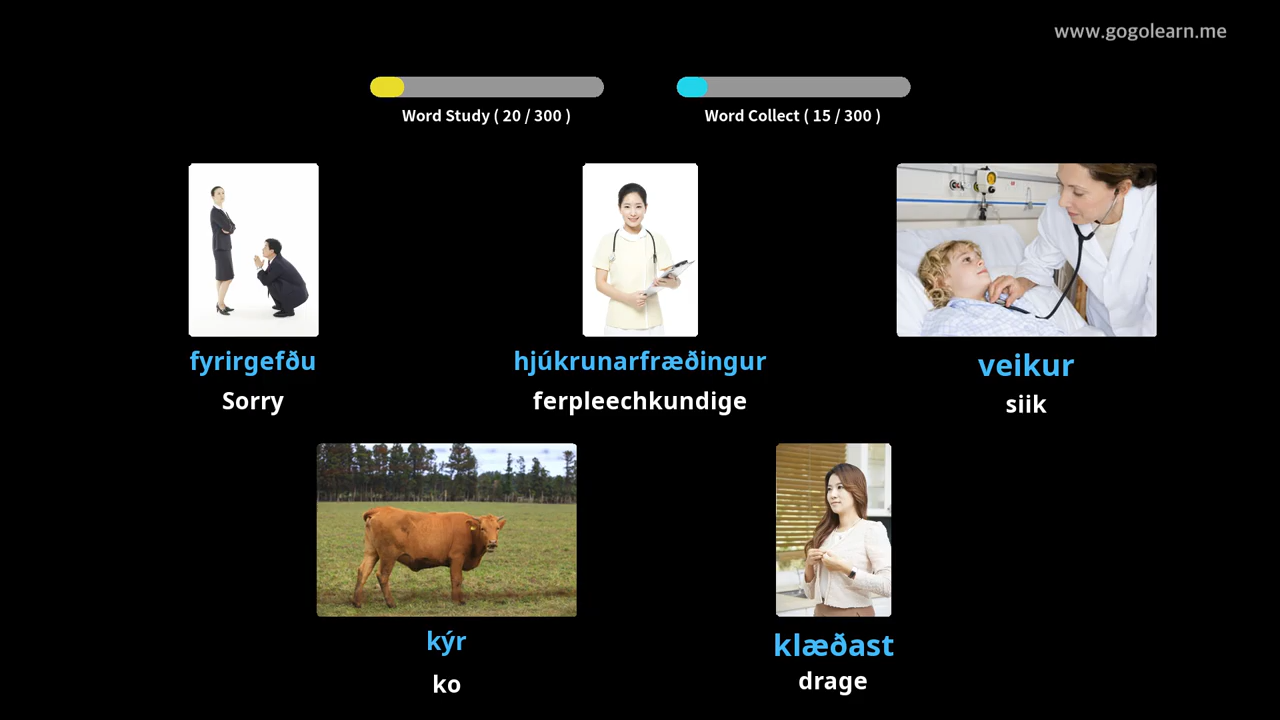 www.gogolearn.me
Word Study ( 20 / 300 )
Word Collect ( 15 / 300 )
fyrirgefðu
Sorry
hjúkrunarfræðingur
ferpleechkundige
veikur
siik
kýr
ko
klæðast
drage